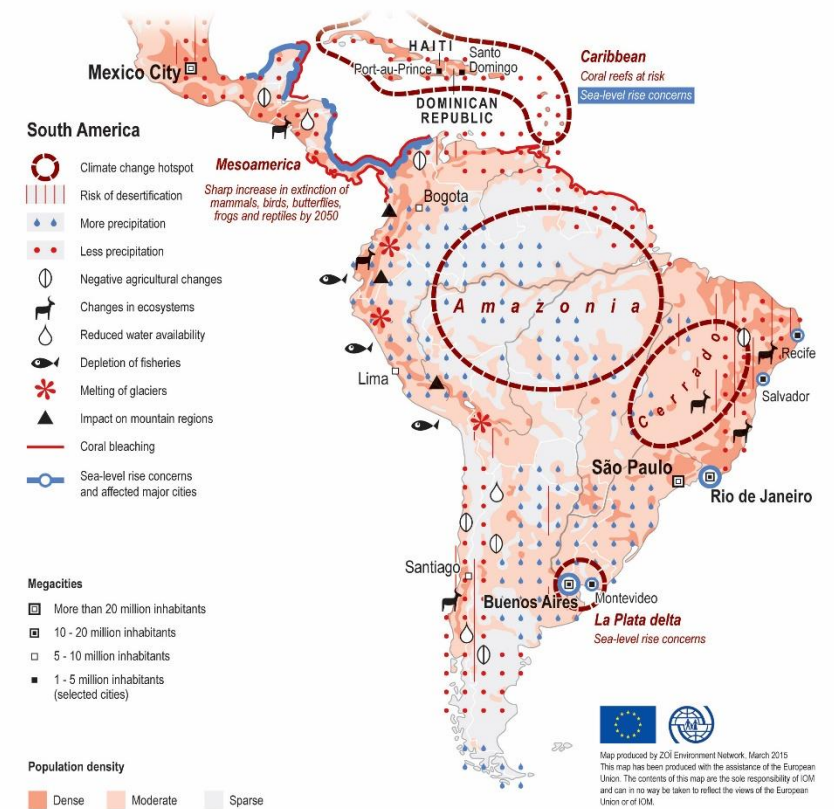 HAITI
Santo
Domingo
Port-au-Prince
DOMINICAN
REPUBLIC
Caribbean
Coral reefs at risk
Sea-level rise concerns
Mexico City
South America
Climate change hotspot
Risk of desertification
More precipitation
Less precipitation
Negative agricultural changes
Changes in ecosystems
Reduced water availability
Depletion of fisheries
Melting of glaciers
Impact on mountain regions
Coral bleaching
Sea-level rise concerns
and affected major cities
Mesoamerica
Sharp increase in extinction of
mammals, birds, butterflies,
frogs and reptiles by 2050
Bogota
Amazonia
Cerrado
Recife
Salvador
Lima
São Paulo
Rio de Janeiro
Santiago
Buenos Aires
Montevideo
La Plata delta
Sea-level rise concerns
Megacities
More than 20 million inhabitants
10 - 20 million inhabitants
5 - 10 million inhabitants
1 - 5 million inhabitants
(selected cities)
Population density
Dense
Moderate
Sparse
Map produced by ZOÏ Environment Network, March 2015
This map has been produced with the assistance of the European
Union. The contents of this map are the sole responsibility of IOM
and can in no way be taken to reflect the views of the European
Union or of IOM.